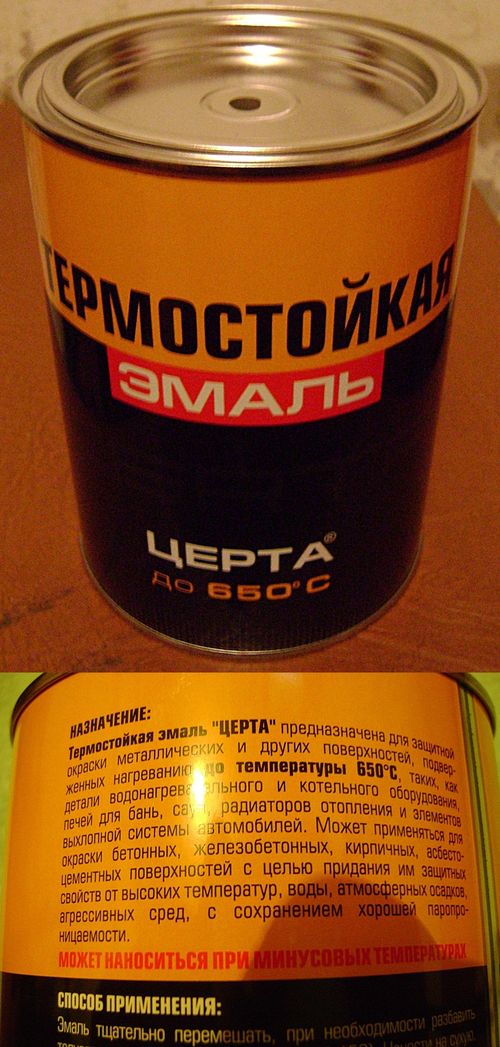 ТЕРМОСТОЙКАЯ
ЭМАЛЬ
ЦЕРТА®
ДО 650°С
НАЗНАЧЕНИЕ:
Термостойкая эмаль "ЦЕРТА" предназначена для защитной
окраски металлических и других поверхностей, подвер-
женных нагреванию до температуры 650°С, таких, как
детали водонагревательного и котельного оборудования,
печей для бань, саун, радиаторов отопления и элементов
выхлопной системы автомобилей. Может применяться для
окраски бетонных, железобетонных, кирпичных, асбесто-
цементных поверхностей с целью придания им защитных
свойств от высоких температур, воды, атмосферных осадков,
агрессивных сред, с сохранением хорошей паропро-
ницаемости.
МОЖЕТ НАНОСИТЬСЯ ПРИ МИНУСОВЫХ ТЕМПЕРАТУРАХ
СПОСОБ ПРИМЕНЕНИЯ:
Эмаль тщательно перемешать, при необходимости разбавить
Нанести на сухую,